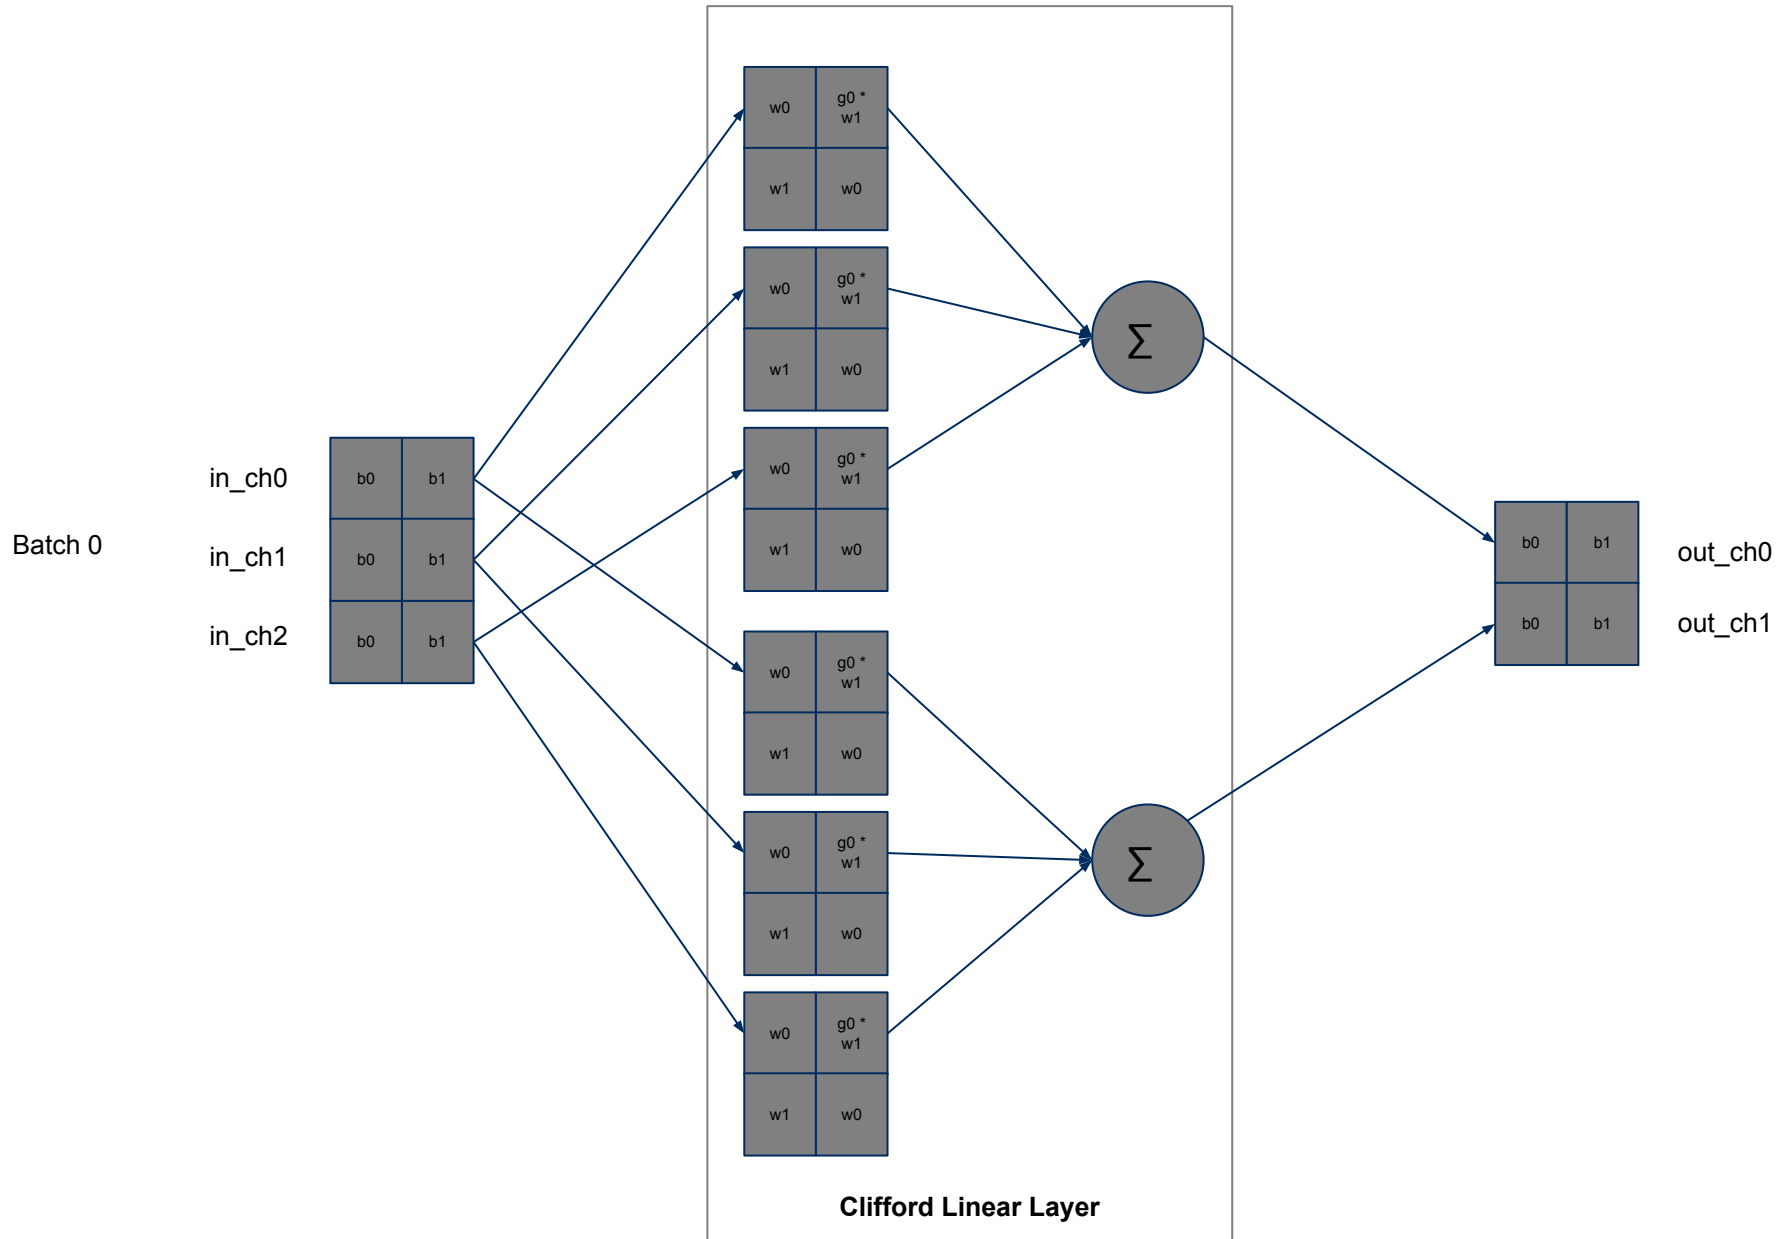 w0 g0 *
w1
w1 w0
w0 g0 *
w1
w1 w0
w0 g0 *
w1
w1 w0
∑
in_ch0 b0 b1
Batch 0
in_ch1 b0 b1
in_ch2 b0 b1
w0 g0 *
w1
w1 w0
w0 g0 *
w1
w1 w0
w0 g0 *
w1
w1 w0
∑
b0 b1 out_ch0
b0 b1 out_ch1
Clifford Linear Layer